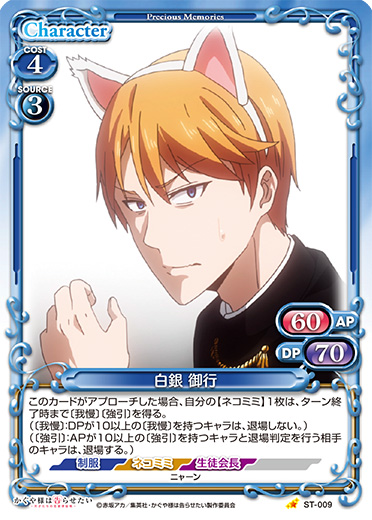 Precious Memories
Character
COST
4
SOURCE
3
60 AP
DP 70
白銀 御行
このカードがアプローチした場合、自分の【ネコミミ】1枚は、ターン終
了時まで〔我慢〕〔強引〕を得る。
(〔我慢〕:DPが10以上の〔我慢〕を持つキャラは、退場しない。)
(〔強引〕:APが10以上の〔強引〕を持つキャラと退場判定を行う相手
のキャラは、退場する。)
制服 ネコミミ 生徒会長
ニャーン
かぐや様は告らせたい
©赤坂アカ/集英社・かぐや様は告らせたい製作委員会
ST-009